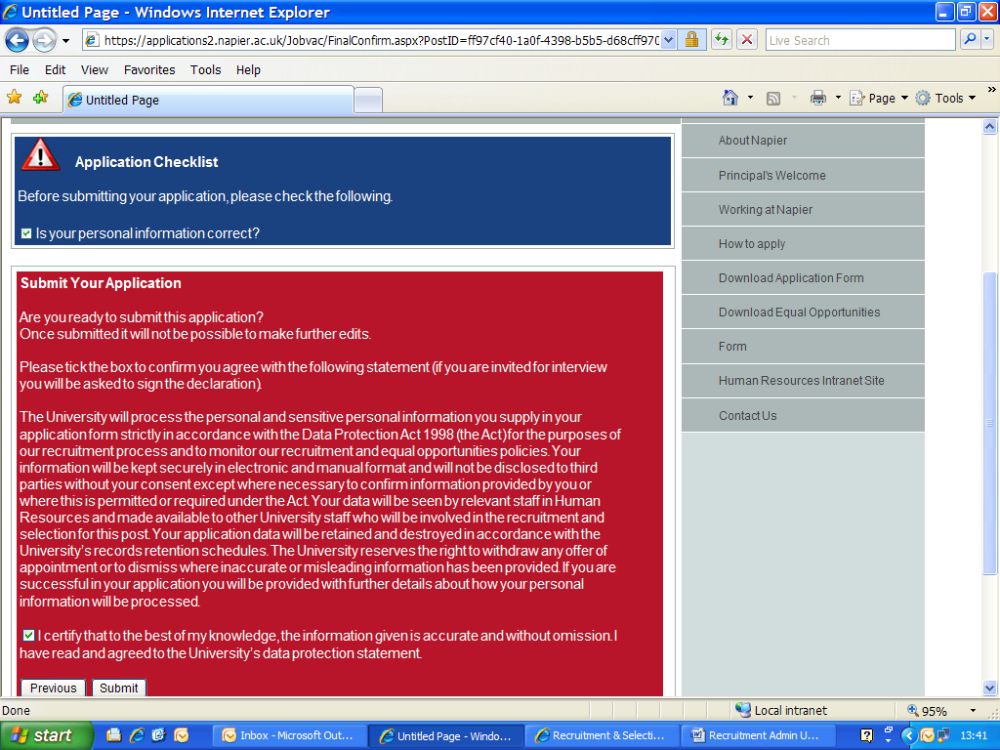 Untitled Page - Windows Internet Explorer
https://applications2.napier.ac.uk/Jobvac/FinalConfirm.aspx?PostID=ff97cf40-1a0f-4398-b5b5-d68cff970
Live Search
File Edit View Favorites Tools Help
Untitled Page
Page Tools
Application Checklist
Before submitting your application, please check the following.
Is your personal information correct?
Submit Your Application
Are you ready to submit this application?
Once submitted it will not be possible to make further edits.
Please tick the box to confirm you agree with the following statement (if you are invited for interview
you will be asked to sign the declaration).
The University will process the personal and sensitive personal information you supply in your
application form strictly in accordance with the Data Protection Act 1998 (the Act) for the purposes of
our recruitment process and to monitor our recruitment and equal opportunities policies. Your
information will be kept securely in electronic and manual format and will not be disclosed to third
parties without your consent except where necessary to confirm information provided by you or
where this is permitted or required under the Act. Your data will be seen by relevant staff in Human
Resources and made available to other University staff who will be involved in the recruitment and
selection for this post. Your application data will be retained and destroyed in accordance with the
University's records retention schedules. The University reserves the right to withdraw any offer of
appointment or to dismiss where inaccurate or misleading information has been provided. If you are
successful in your application you will be provided with further details about how your personal
information will be processed.
I certify that to the best of my knowledge, the information given is accurate and without omission. I
have read and agreed to the University's data protection statement.
Previous Submit
About Napier
Principal's Welcome
Working at Napier
How to apply
Download Application Form
Download Equal Opportunities
Form
Human Resources Intranet Site
Contact Us
Done
Local intranet
95%
start
Inbox - Microsoft Out...
Untitled Page - Windo...
Recruitment & Selecti...
Recruitment Admin U...
13:41